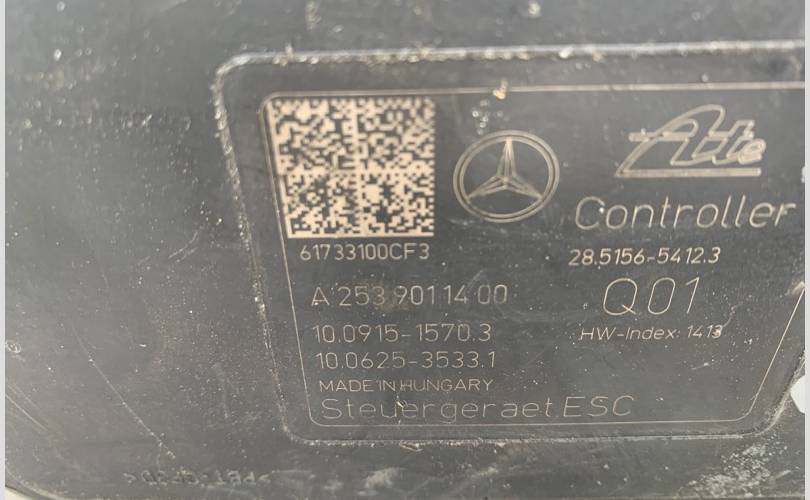 Ate
Controller
61733100CF3
28.5156-5412.3
A 253 901 14 00
Q01
10.0915-1570.3
HW-Index: 1413
10.0625-3533.1
MADE IN HUNGARY
Steuergeraet ESC